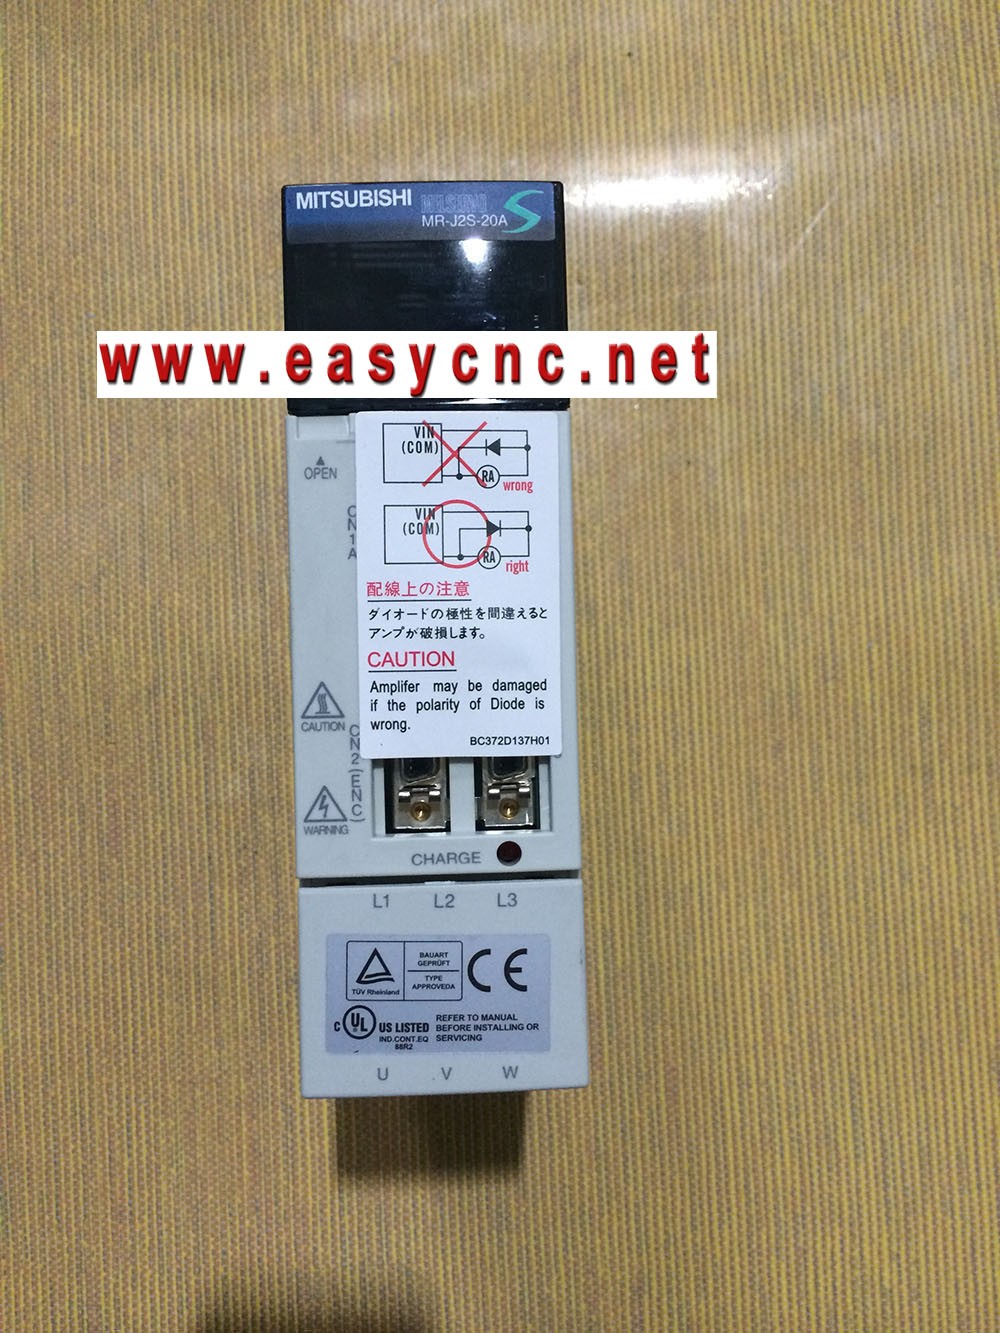 MITSUBISHI
MELSERVO
MR-J2S-20A
www.easycnc.net
OPEN
CN1A
VIN
(COM)
RA
wrong
VIN
(COM)
RA
right
配線上の注意
ダイオードの極性を間違えると
アンプが破損します。
CAUTION
Amplifer may be damaged
if the polarity of Diode is
wrong.
BC372D137H01
CAUTION
CN2(ENC)
WARNING
CHARGE
L1 L2 L3
TÜV Rheinland
BAUART
GEPRÜFT
TYPE
APPROVEDA
CE
C UL US LISTED
IND.CONT.EQ
66R2
REFER TO MANUAL
BEFORE INSTALLING OR
SERVICING
U V W